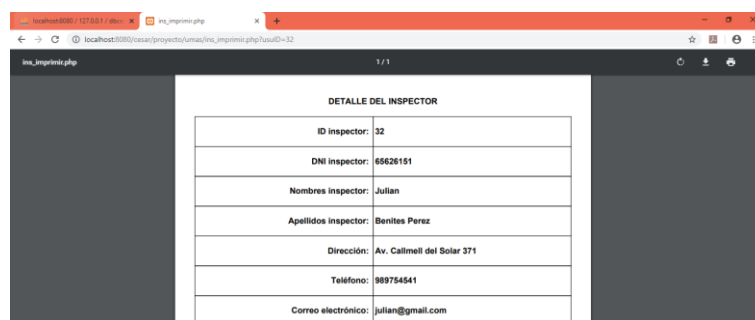 localhost:8080 / 127.0.0.1 /
ins_imprimir.php
localhost:8080/cesar/proyecto/umas/ins_imprimir.php?usuID=32
ins_imprimir.php
1 / 1
DETALLE DEL INSPECTOR
ID inspector: 32
DNI inspector: 65626151
Nombres inspector: Julian
Apellidos inspector: Benites Perez
Dirección: Av. Callmell del Solar 371
Teléfono: 989754541
Correo electrónico: julian@gmail.com